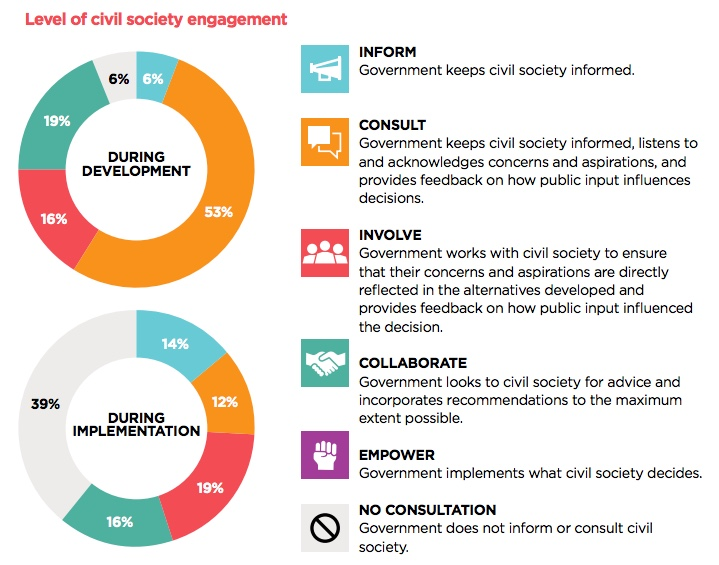 Level of civil society engagement
6%
6%
19%
DURING
DEVELOPMENT
16%
53%
14%
39%
12%
DURING
IMPLEMENTATION
19%
16%
INFORM
Government keeps civil society informed.
CONSULT
Government keeps civil society informed, listens to
and acknowledges concerns and aspirations, and
provides feedback on how public input influences
decisions.
INVOLVE
Government works with civil society to ensure
that their concerns and aspirations are directly
reflected in the alternatives developed and
provides feedback on how public input influenced
the decision.
COLLABORATE
Government looks to civil society for advice and
incorporates recommendations to the maximum
extent possible.
EMPOWER
Government implements what civil society decides.
NO CONSULTATION
Government does not inform or consult civil
society.